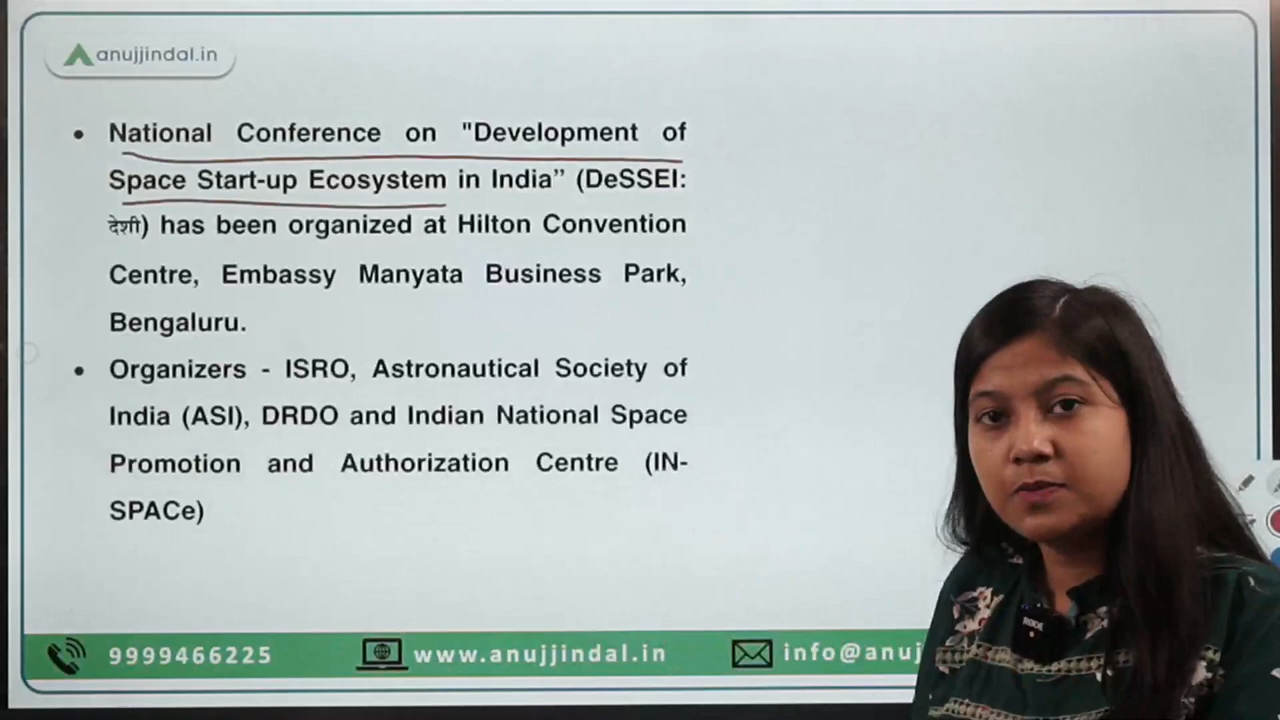 anujjindal.in
• National Conference on "Development of
Space Start-up Ecosystem in India” (DeSSEI:
देशी) has been organized at Hilton Convention
Centre, Embassy Manyata Business Park,
Bengaluru.
• Organizers - ISRO, Astronautical Society of
India (ASI), DRDO and Indian National Space
Promotion and Authorization Centre (IN-
SPACe)
RODE
9999466225 www.anujjindal.in info@anuj